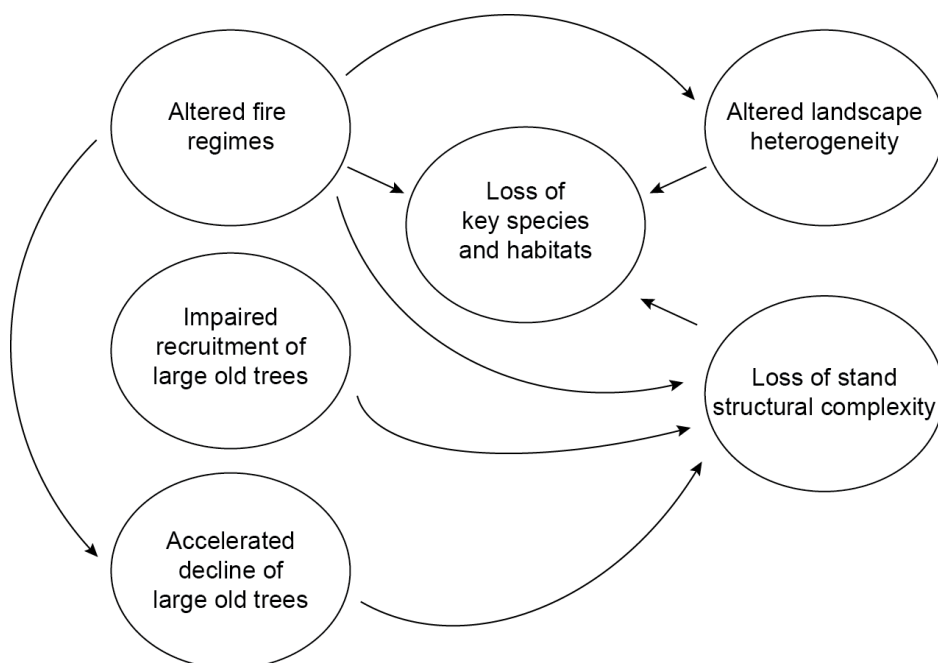 Altered fire
regimes
Altered landscape
heterogeneity
Loss of
key species
and habitats
Impaired
recruitment of
large old trees
Loss of stand
structural complexity
Accelerated
decline of
large old trees